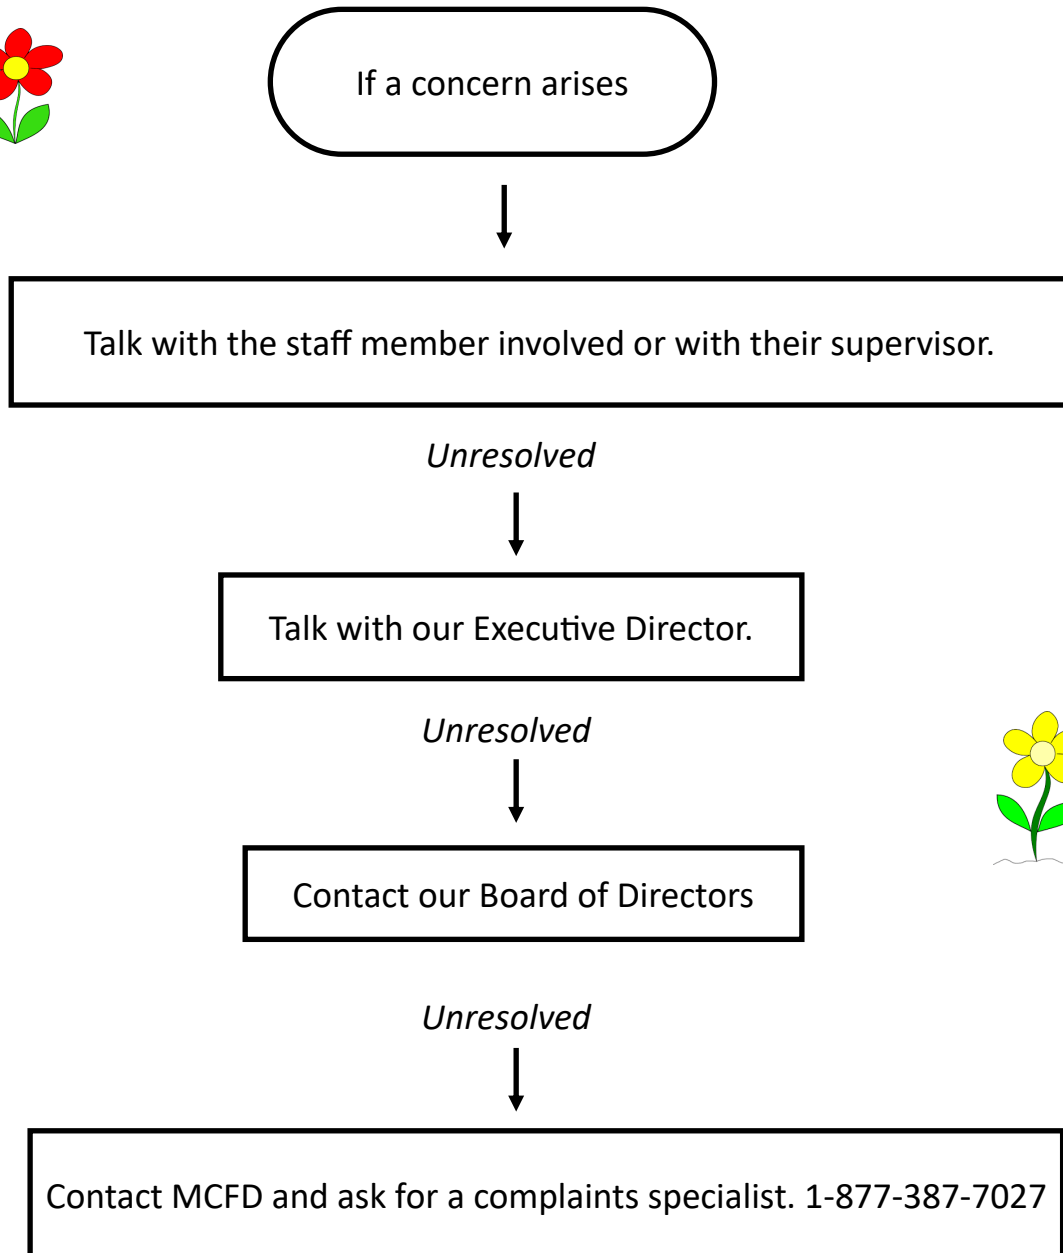 If a concern arises
Talk with the staff member involved or with their supervisor.
Unresolved
Talk with our Executive Director.
Unresolved
Contact our Board of Directors
Unresolved
Contact MCFD and ask for a complaints specialist. 1-877-387-7027